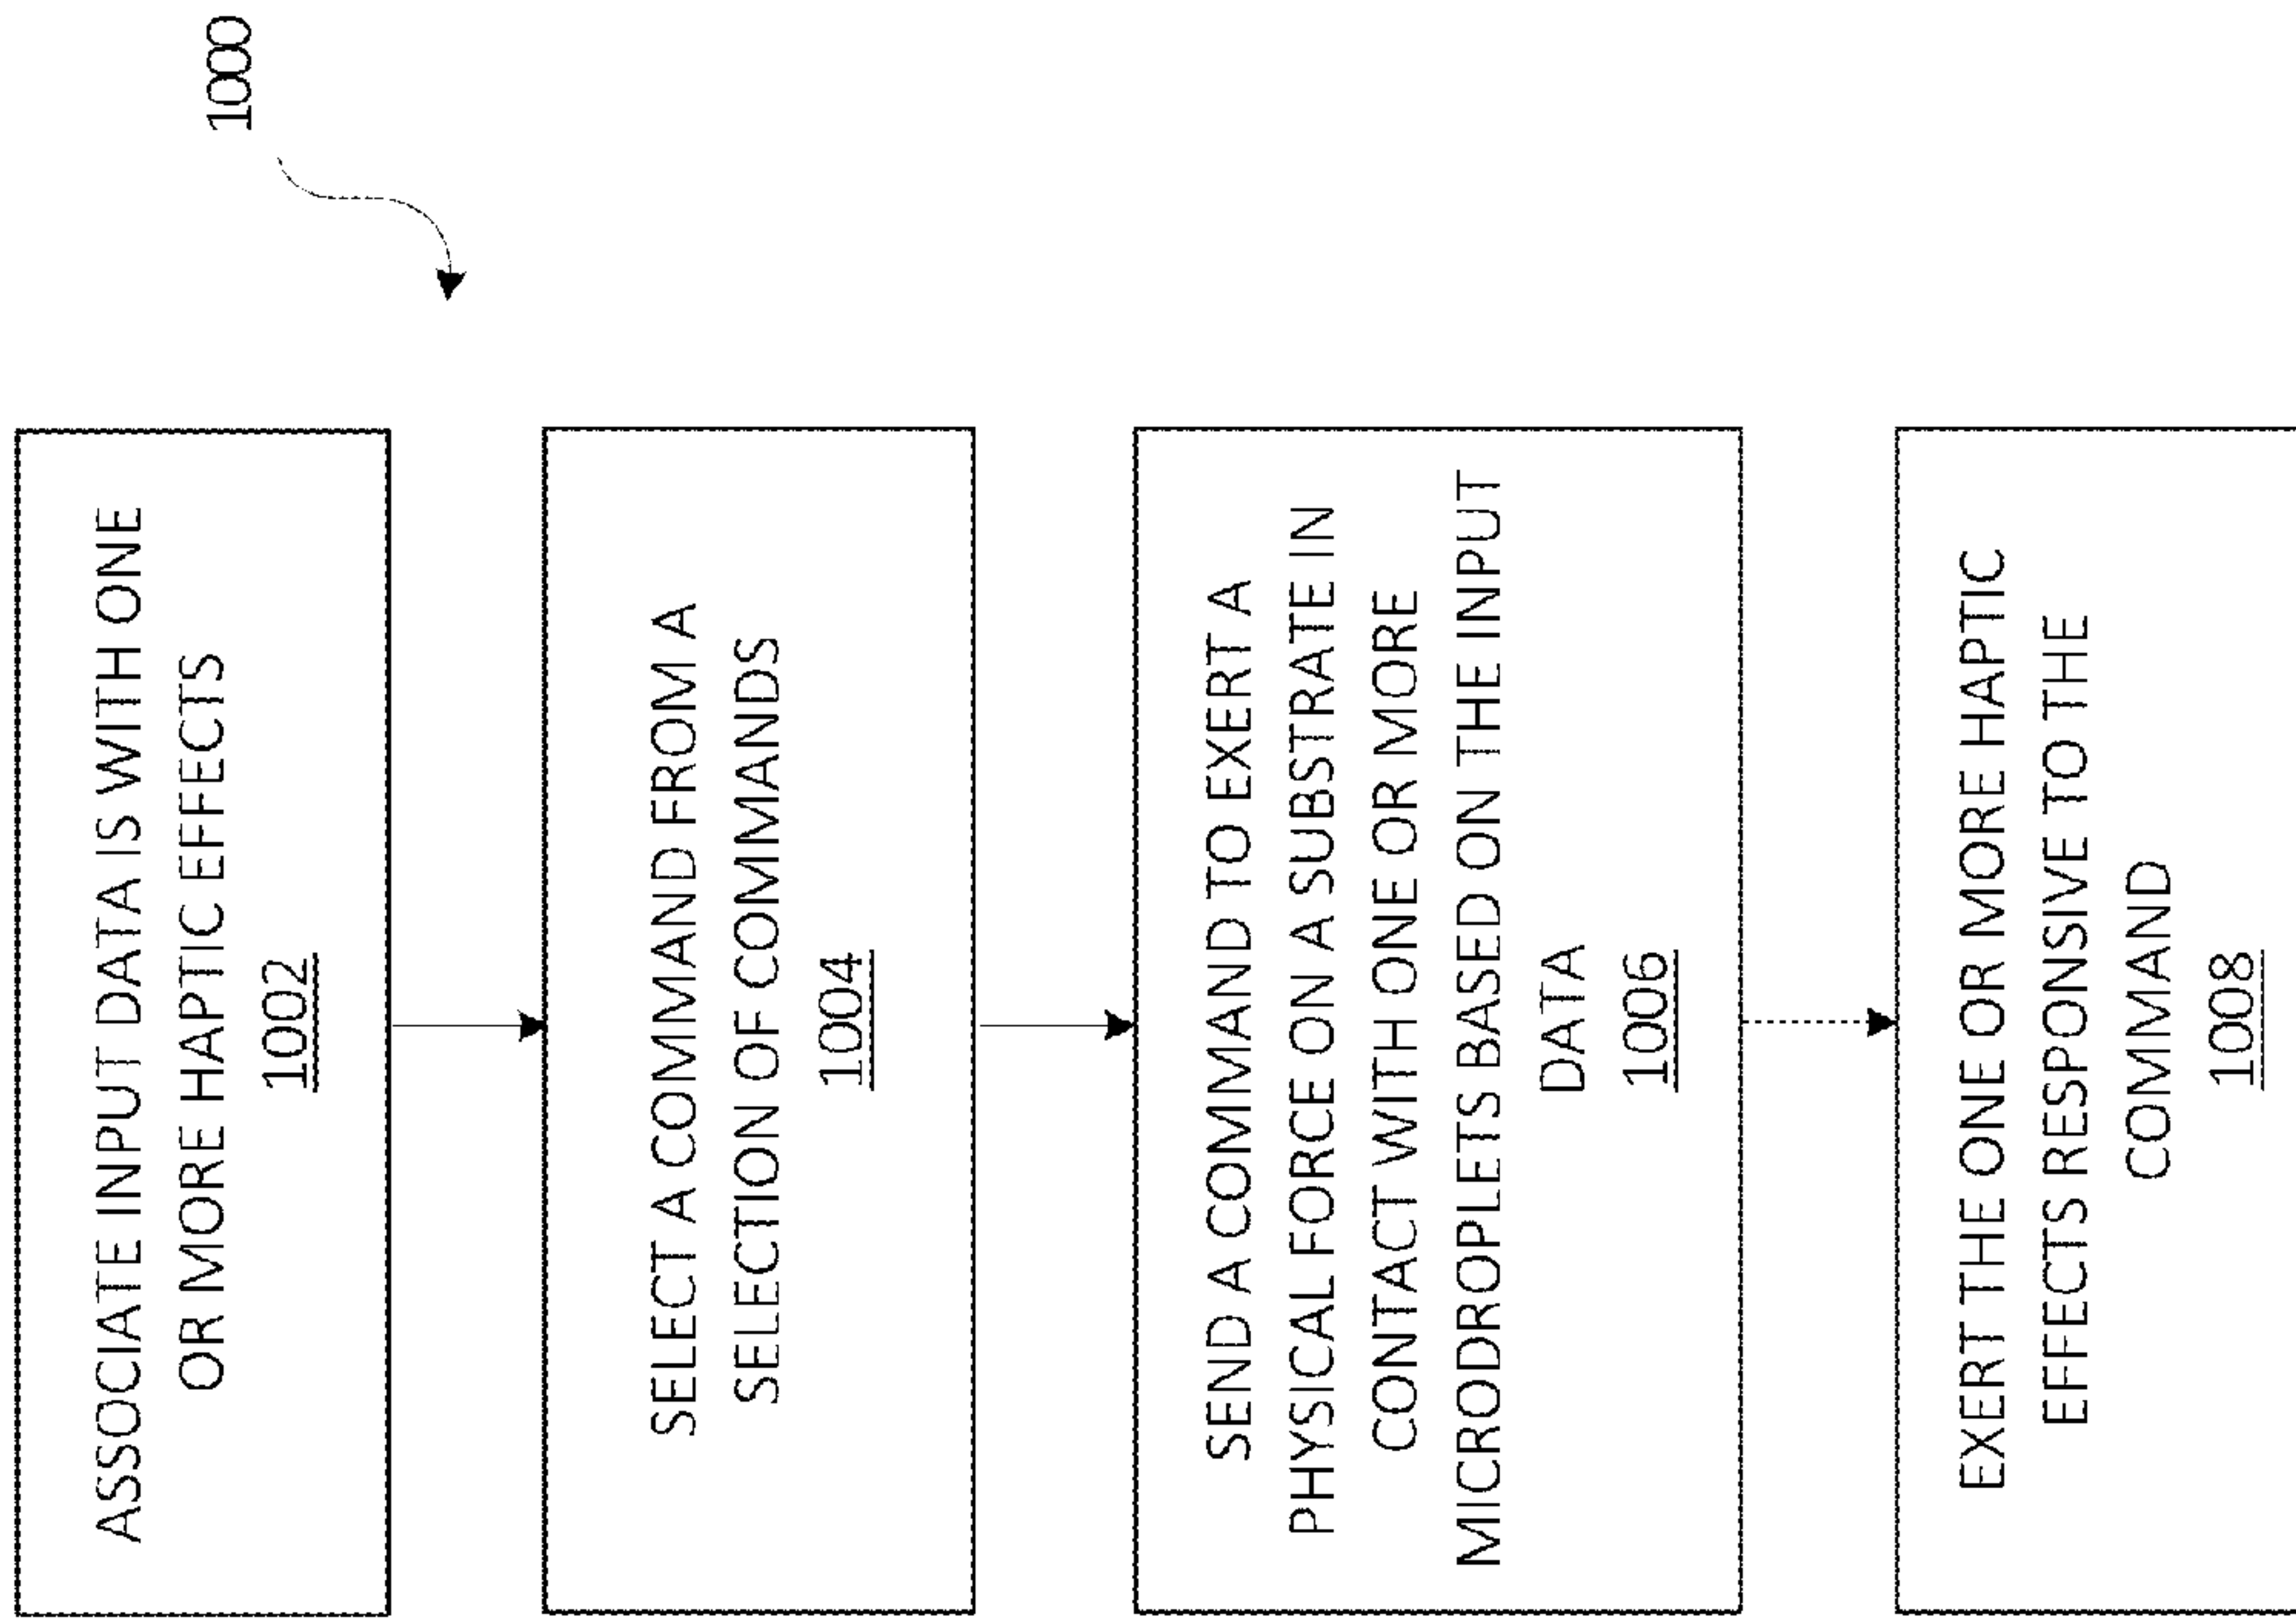 1000
ASSOCIATE INPUT DATA IS WITH ONE
OR MORE HAPTIC EFFECTS
1002
SELECT A COMMAND FROM A
SELECTION OF COMMANDS
1004
SEND A COMMAND TO EXERT A
PHYSICAL FORCE ON A SUBSTRATE IN
CONTACT WITH ONE OR MORE
MICRODROPLETS BASED ON THE INPUT
DATA
1006
EXERT THE ONE OR MORE HAPTIC
EFFECTS RESPONSIVE TO THE
COMMAND
1008